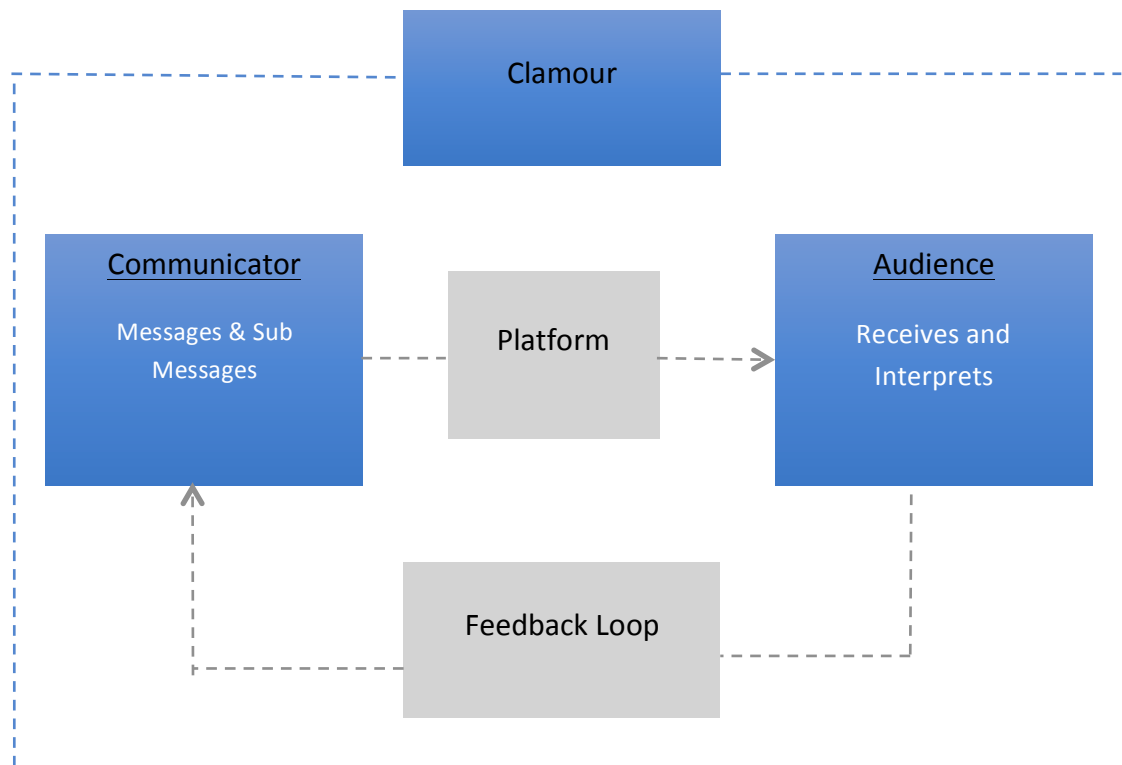 Clamour
Communicator
Messages & Sub
Messages
Platform
Audience
Receives and
Interprets
Feedback Loop